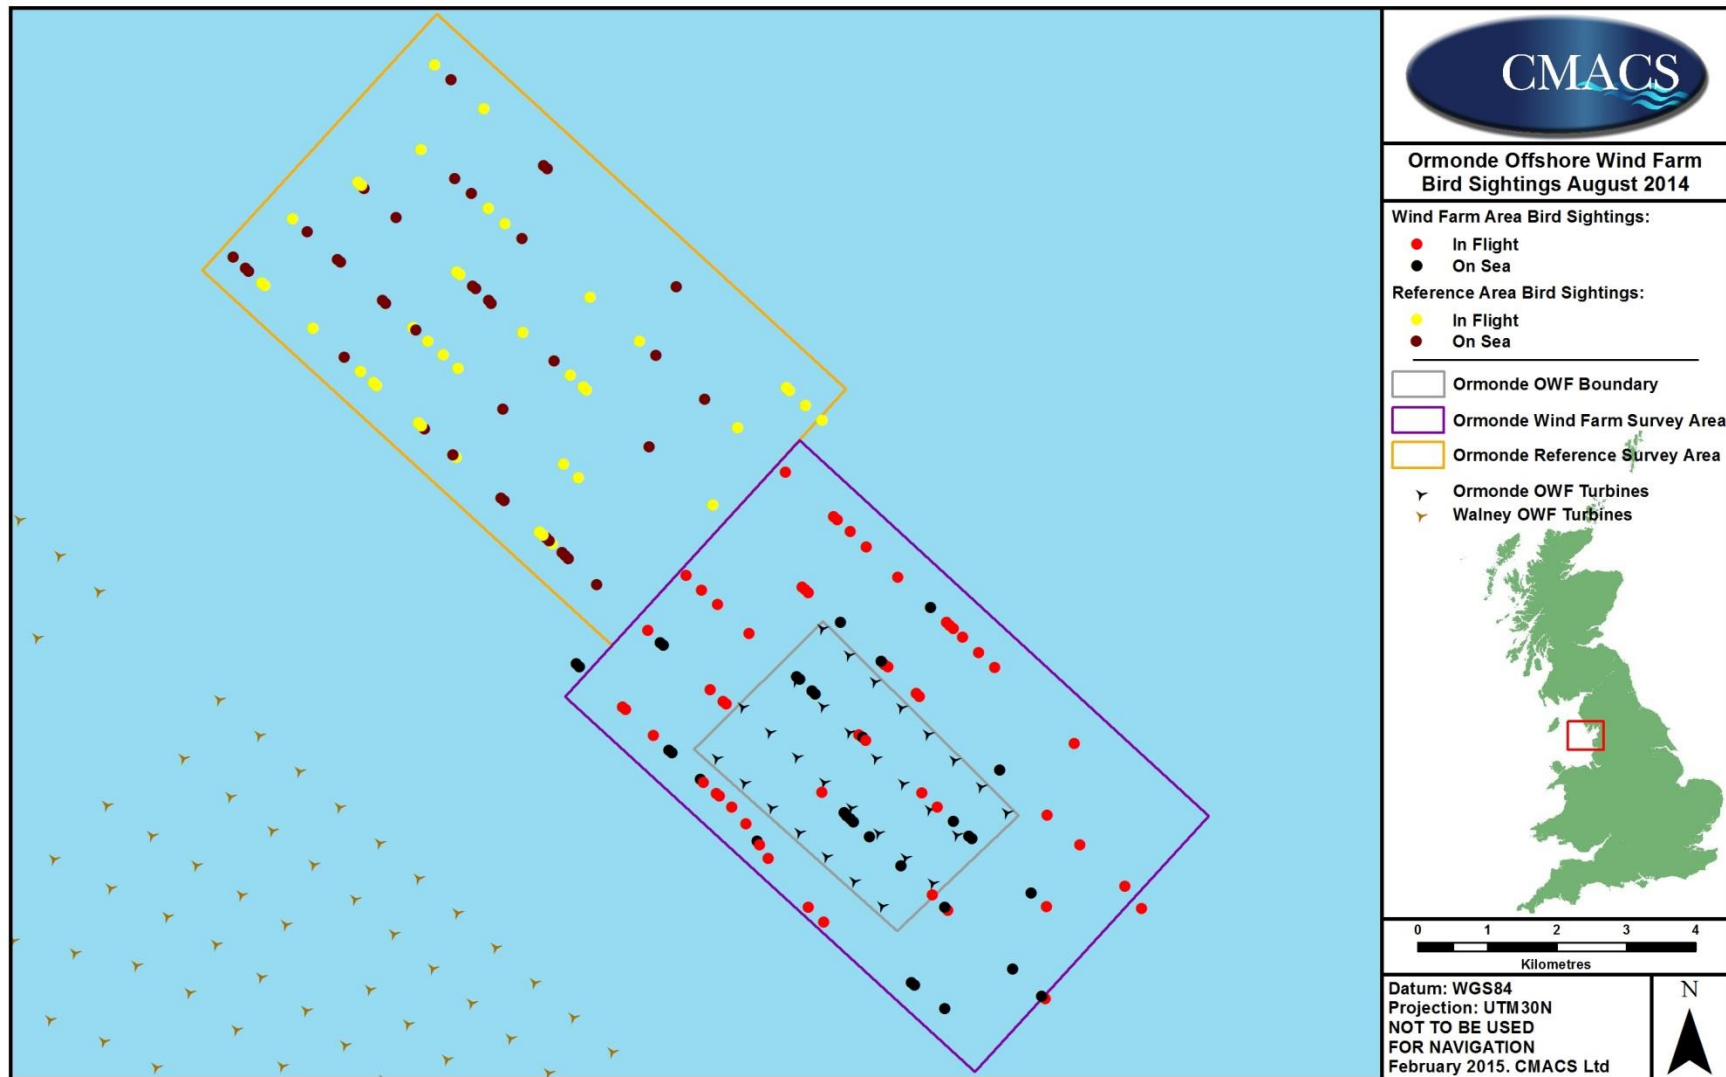 CMACS
Ormonde Offshore Wind Farm
Bird Sightings August 2014
Wind Farm Area Bird Sightings:
In Flight
On Sea
Reference Area Bird Sightings:
In Flight
On Sea
Ormonde OWF Boundary
Ormonde Wind Farm Survey Area
Ormonde Reference Survey Area
Ormonde OWF Turbines
Walney OWF Turbines
0 1 2 3 4
Kilometres
Datum: WGS84
Projection: UTM30N
NOT TO BE USED
FOR NAVIGATION
February 2015. CMACS Ltd
N